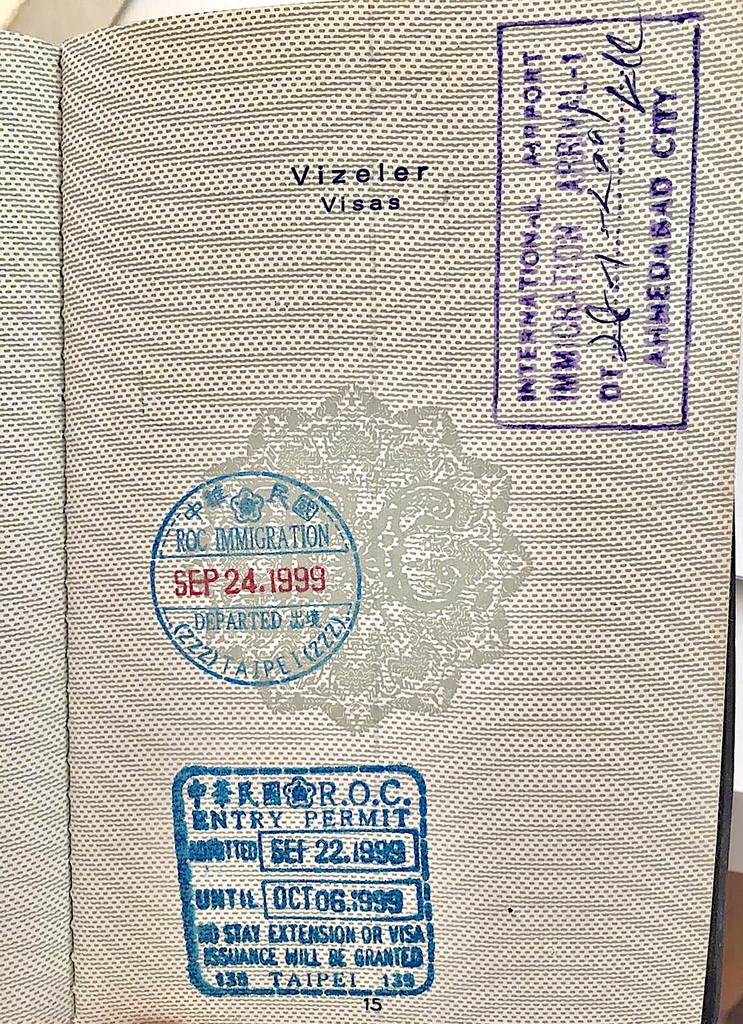 Vizeler
Visas
INTERNATIONAL AIRPORT
IMMIGRATION ARRIVAL-1
DT.
AHMEDABAD CITY
中華民國
ROC IMMIGRATION
SEP 24.1999
DEPARTED 出境
(222) TAIPEI (222)
中華民國 R.O.C.
ENTRY PERMIT
ADMITTED SEP 22.1999
UNTIL OCT 06.1999
NO STAY EXTENSION OR VISA
ISSUANCE WILL BE GRANTED
139 TAIPEI 139
15